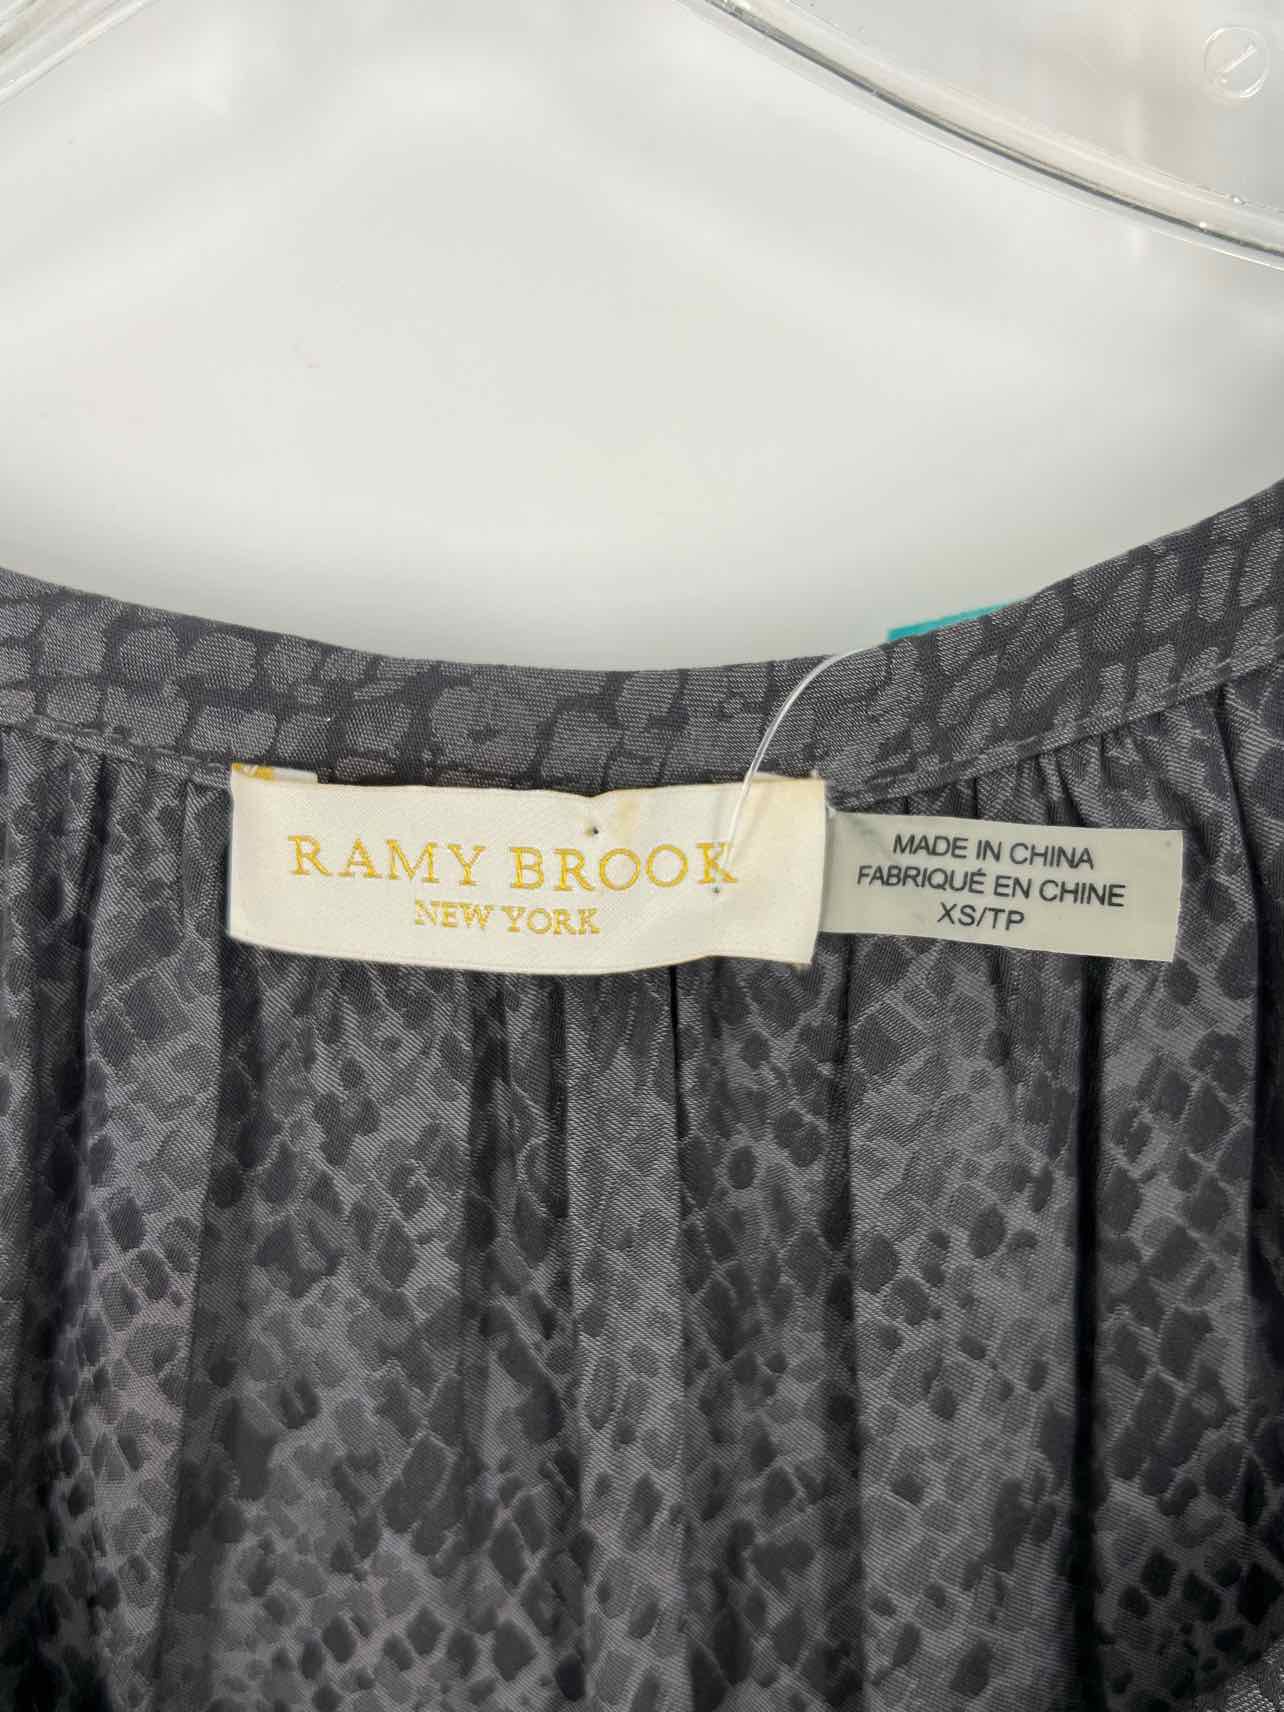 RAMY BROOK
NEW YORK
MADE IN CHINA
FABRIQUÉ EN CHINE
XS/TP